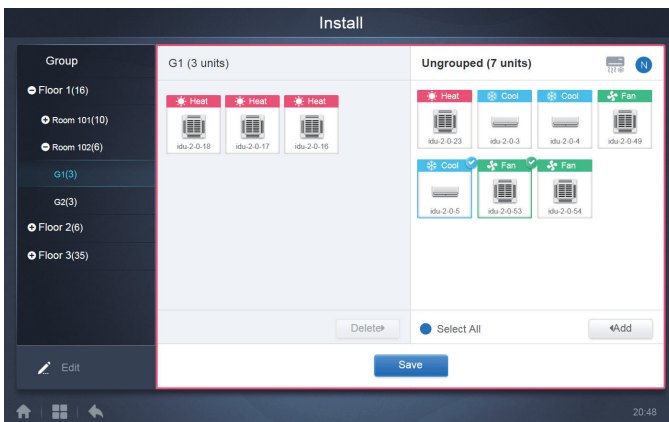 Install
Group
Floor 1(16)
Room 101(10)
Room 102(6)
G1(3)
G2(3)
Floor 2(6)
Floor 3(35)
Edit
G1 (3 units)
Heat
idu-2-0-18
Heat
idu-2-0-17
Heat
idu-2-0-16
Delete
Ungrouped (7 units)
N
Heat
idu-2-0-23
Cool
idu-2-0-3
Cool
idu-2-0-4
Fan
idu-2-0-49
Cool
idu-2-0-5
Fan
idu-2-0-53
Fan
idu-2-0-54
Select All
Add
Save
20:48